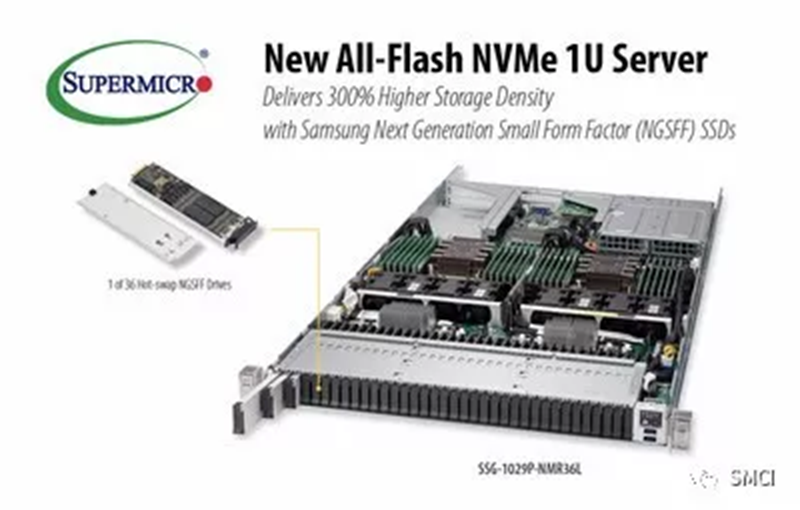 SUPERMICRO
®
New All-Flash NVMe 1U Server
Delivers 300% Higher Storage Density
with Samsung Next Generation Small Form Factor (NGSFF) SSDs
1 of 36 Hot-swap NGSFF Drives
SSG-1029P-NMR36L
SMCI